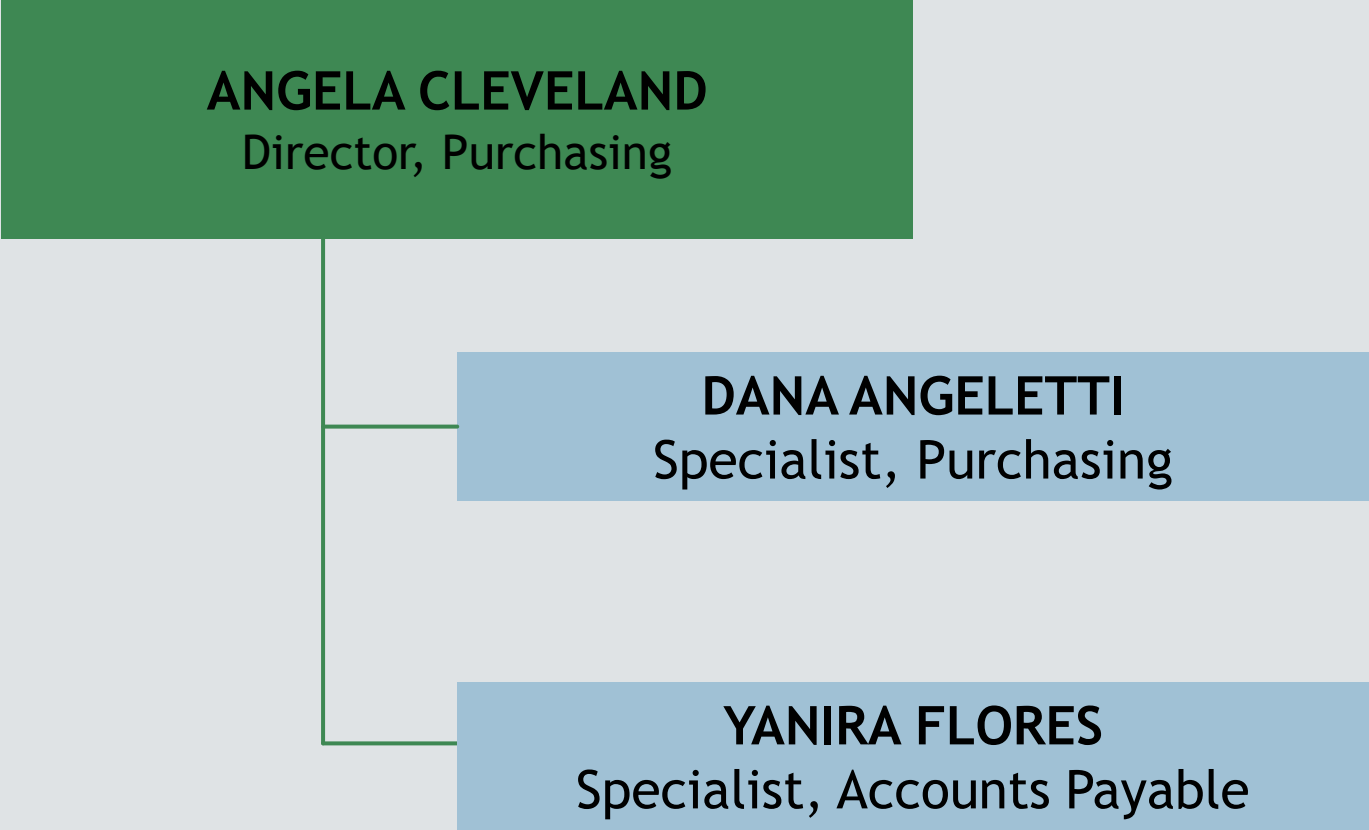 ANGELA CLEVELAND
Director, Purchasing
DANA ANGELETTI
Specialist, Purchasing
YANIRA FLORES
Specialist, Accounts Payable